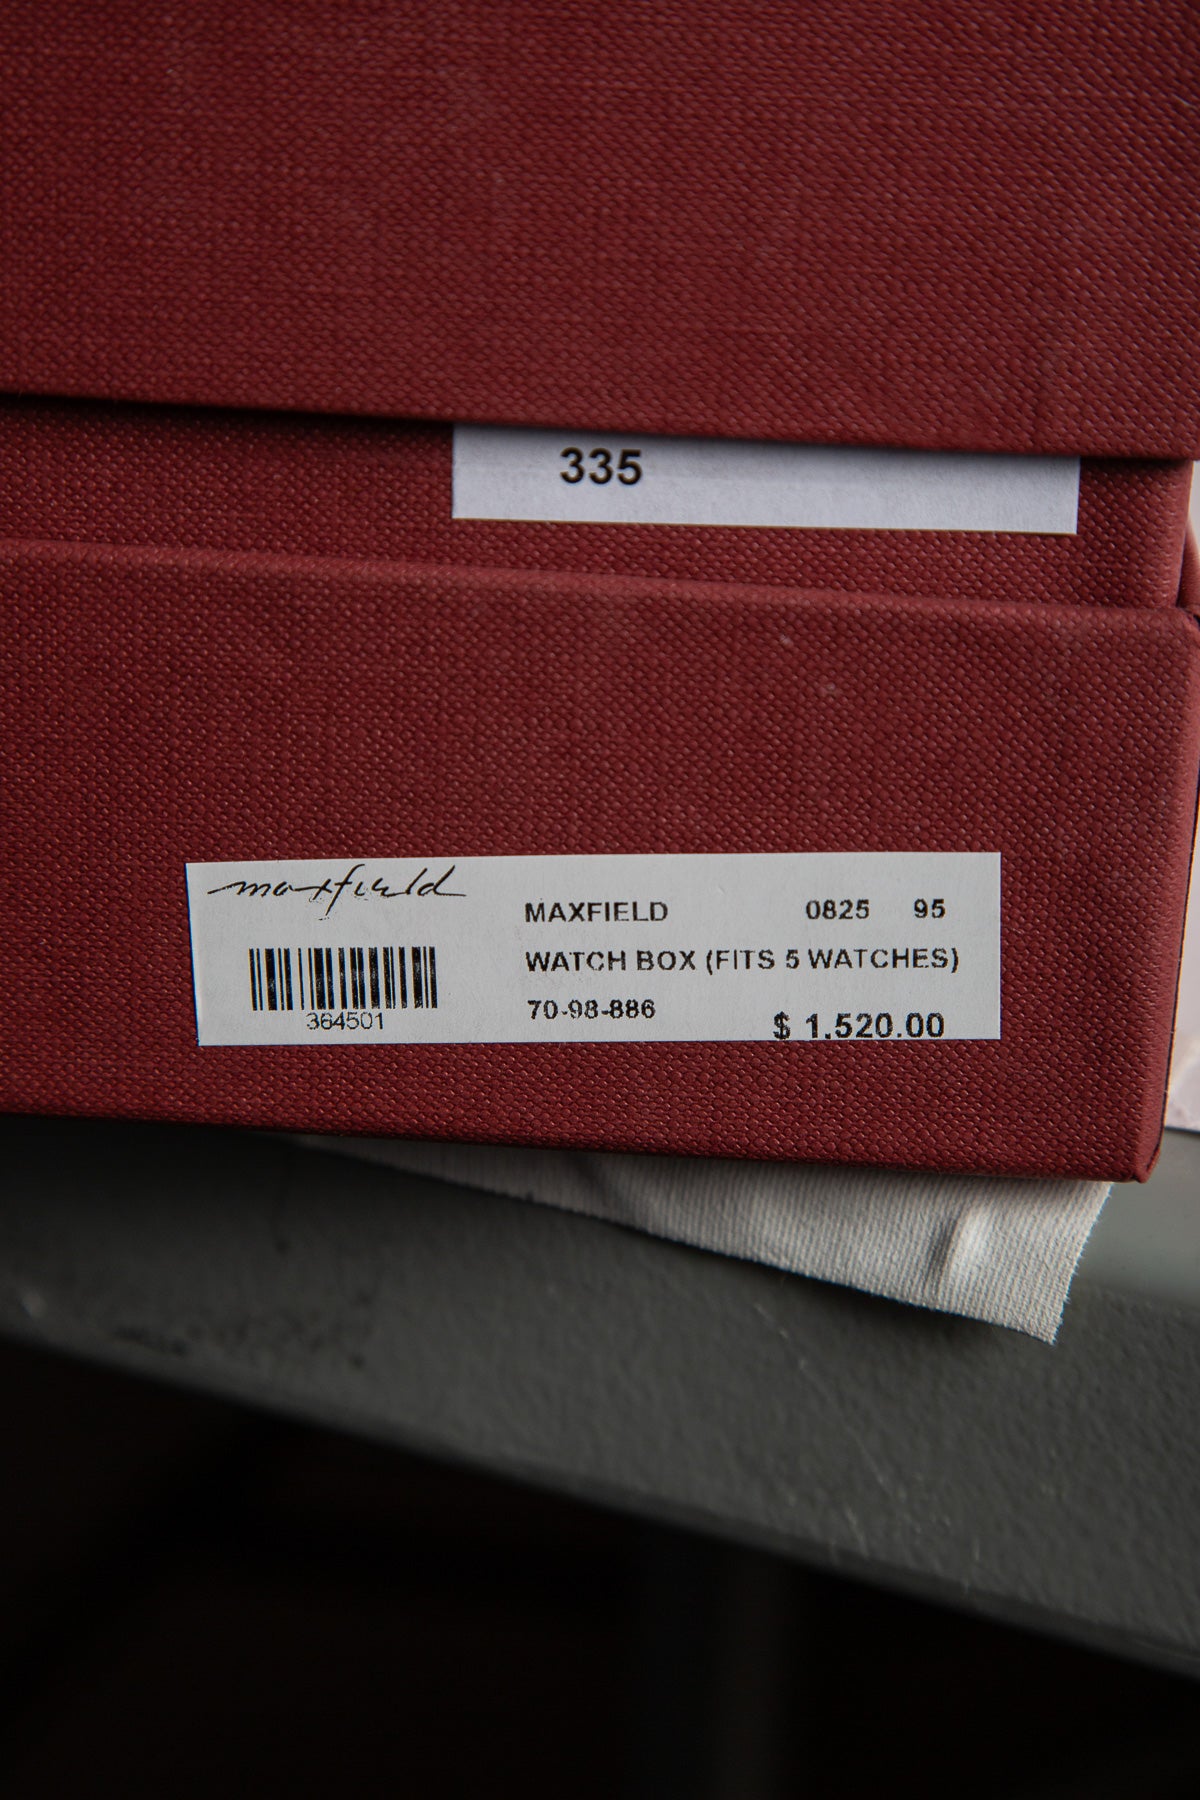 335
maxfield
MAXFIELD 0825 95
WATCH BOX (FITS 5 WATCHES)
70-98-886
$ 1,520.00
364501